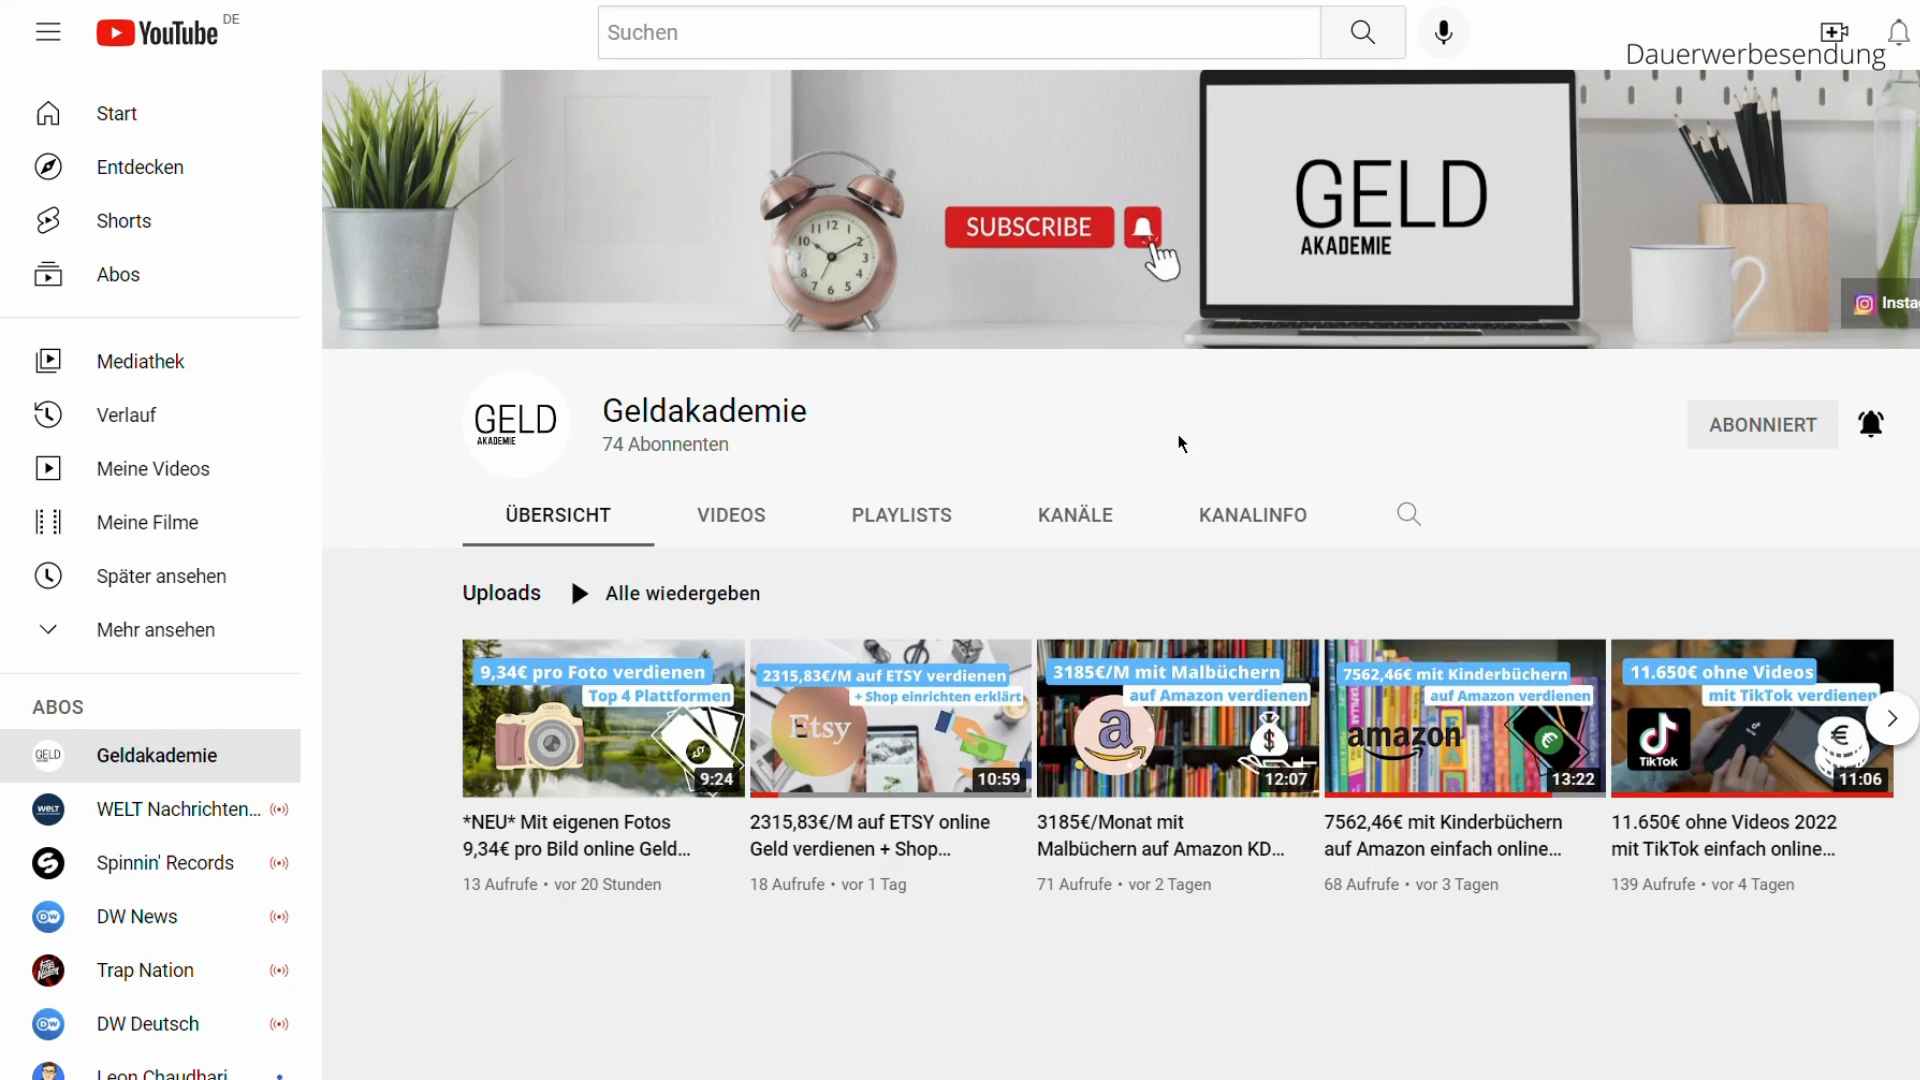 YouTube DE
Suchen
Dauerwerbesendung
Start
Entdecken
Shorts
Abos
Mediathek
Verlauf
Meine Videos
Meine Filme
Später ansehen
Mehr ansehen
ABOS
Geldakademie
WELT Nachrichten...
Spinnin' Records
DW News
Trap Nation
DW Deutsch
Leon Chaudhari
SUBSCRIBE
GELD
AKADEMIE
Insta
GELD
AKADEMIE
Geldakademie
74 Abonnenten
ABONNIERT
ÜBERSICHT VIDEOS PLAYLISTS KANÄLE KANALINFO
Uploads Alle wiedergeben
9,34€ pro Foto verdienen
Top 4 Plattformen
9:24
*NEU* Mit eigenen Fotos
9,34€ pro Bild online Geld...
13 Aufrufe • vor 20 Stunden
2315,83€/M auf ETSY verdienen
+ Shop einrichten erklärt
Etsy
10:59
2315,83€/M auf ETSY online
Geld verdienen + Shop...
18 Aufrufe • vor 1 Tag
3185€/M mit Malbüchern
auf Amazon verdienen
12:07
3185€/Monat mit
Malbüchern auf Amazon KD...
71 Aufrufe • vor 2 Tagen
7562,46€ mit Kinderbüchern
auf Amazon verdienen
amazon
13:22
7562,46€ mit Kinderbüchern
auf Amazon einfach online...
68 Aufrufe • vor 3 Tagen
11.650€ ohne Videos
mit TikTok verdienen
TikTok
11:06
11.650€ ohne Videos 2022
mit TikTok einfach online...
139 Aufrufe • vor 4 Tagen